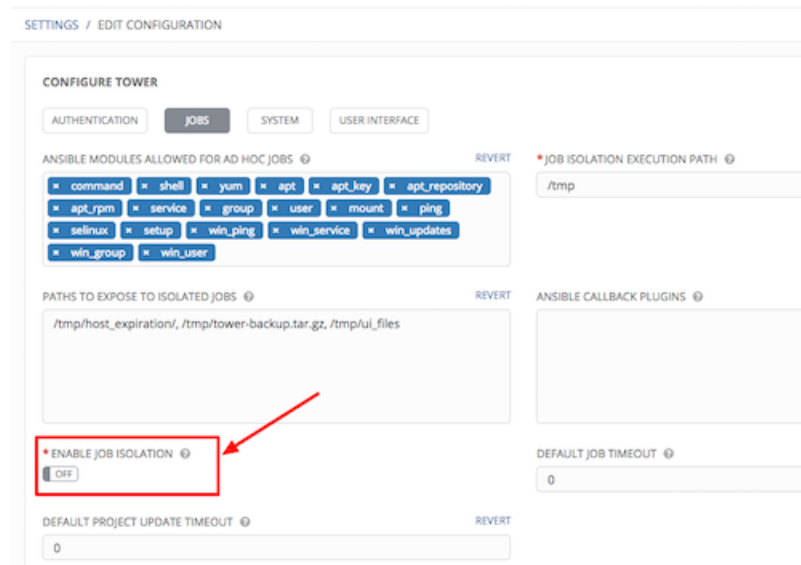 SETTINGS / EDIT CONFIGURATION
CONFIGURE TOWER
AUTHENTICATION JOBS SYSTEM USER INTERFACE
ANSIBLE MODULES ALLOWED FOR AD HOC JOBS REVERT
× command × shell × yum × apt × apt_key × apt_repository
× apt_rpm × service × group × user × mount × ping
× selinux × setup × win_ping × win_service × win_updates
× win_group × win_user
* JOB ISOLATION EXECUTION PATH
/tmp
PATHS TO EXPOSE TO ISOLATED JOBS REVERT
/tmp/host_expiration/, /tmp/tower-backup.tar.gz, /tmp/ui_files
ANSIBLE CALLBACK PLUGINS
* ENABLE JOB ISOLATION
OFF
DEFAULT JOB TIMEOUT
0
DEFAULT PROJECT UPDATE TIMEOUT REVERT
0